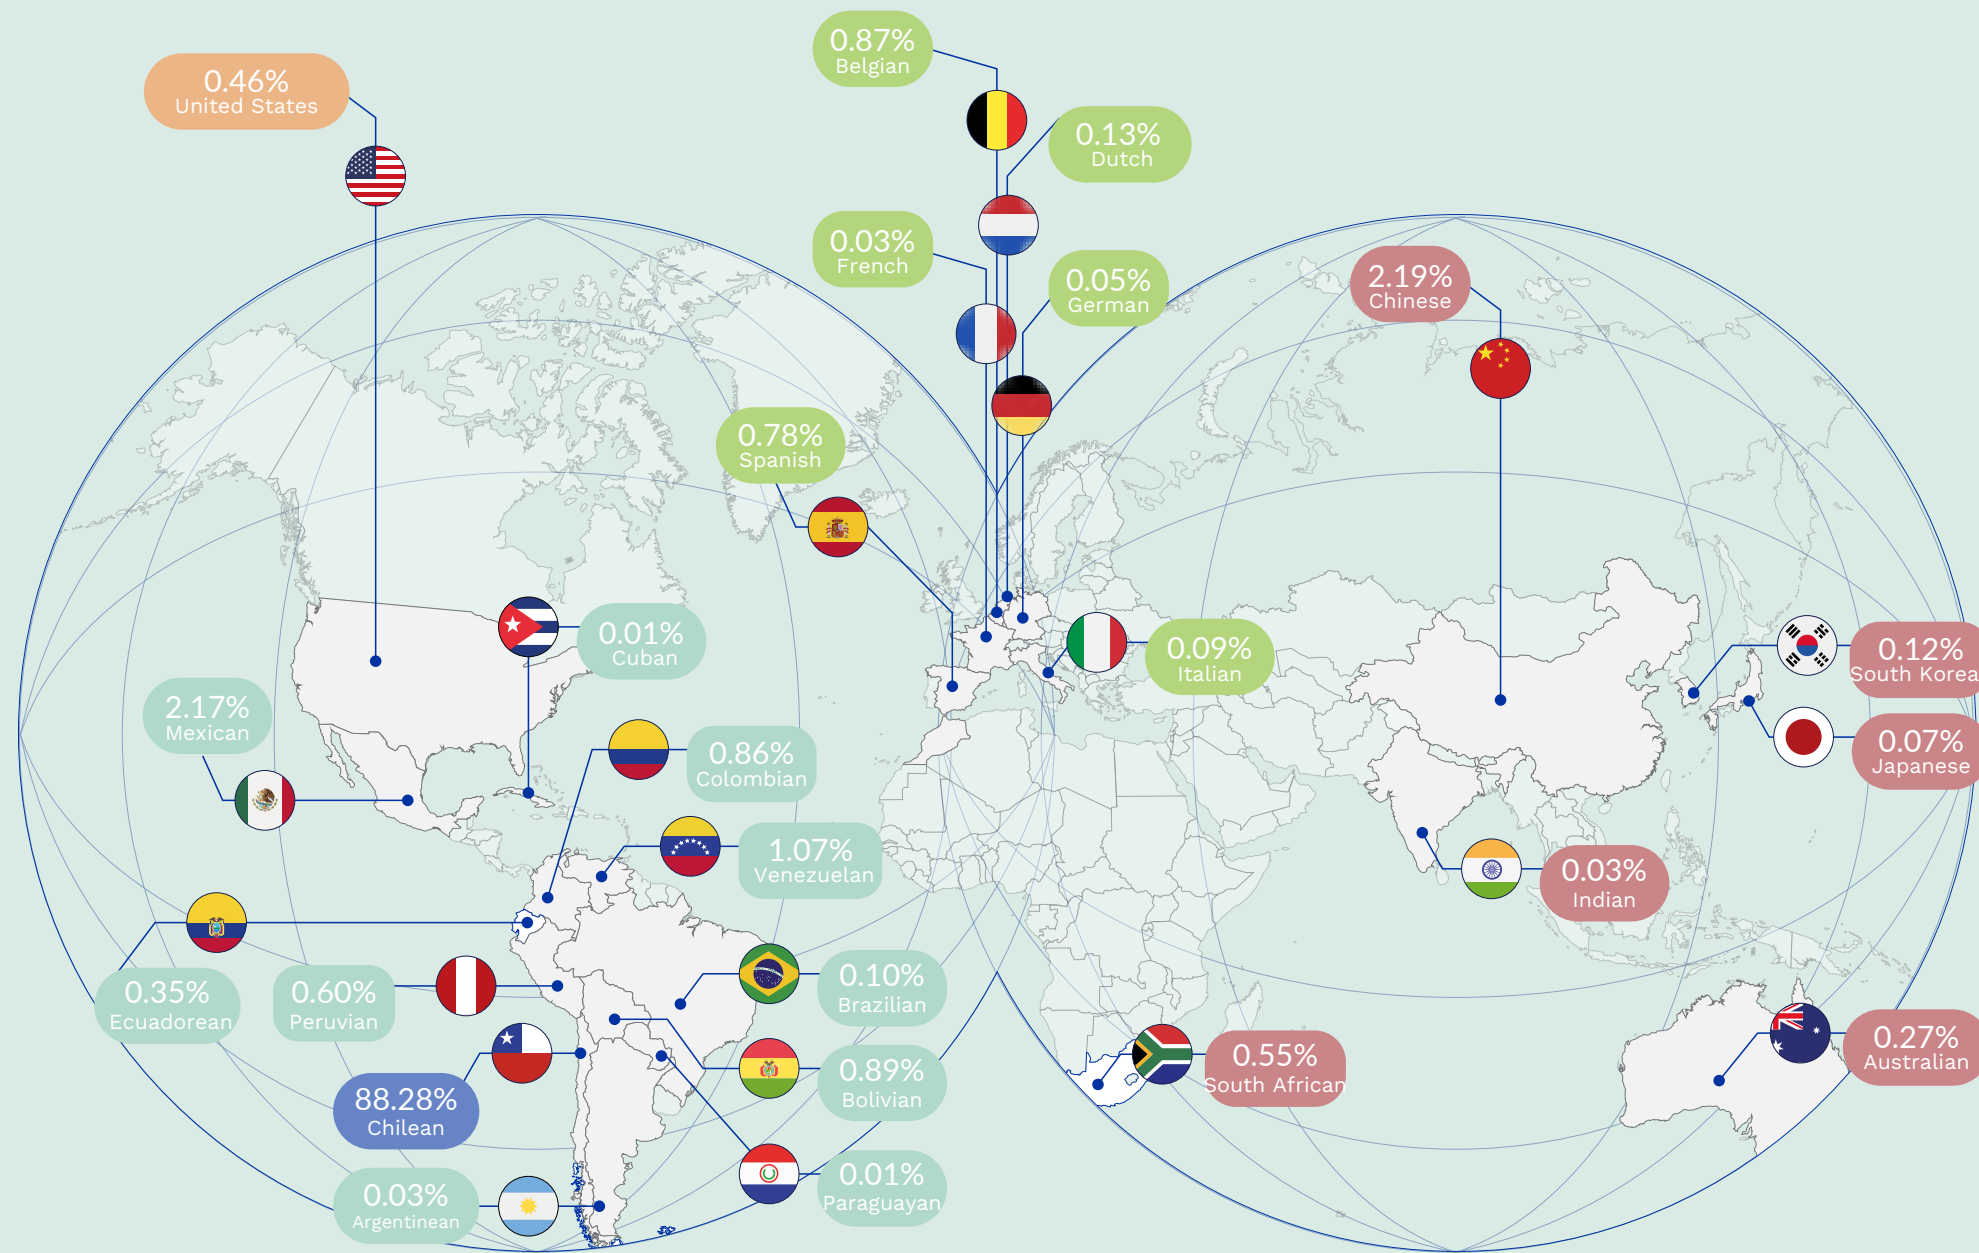 0.87%
Belgian
0.46%
United States
0.13%
Dutch
0.03%
French
0.05%
German
2.19%
Chinese
0.78%
Spanish
0.01%
Cuban
0.09%
Italian
0.12%
South Korea
2.17%
Mexican
0.86%
Colombian
0.07%
Japanese
1.07%
Venezuelan
0.03%
Indian
0.35%
Ecuadorean
0.60%
Peruvian
0.10%
Brazilian
0.27%
Australian
0.55%
South African
88.28%
Chilean
0.89%
Bolivian
0.03%
Argentinean
0.01%
Paraguayan